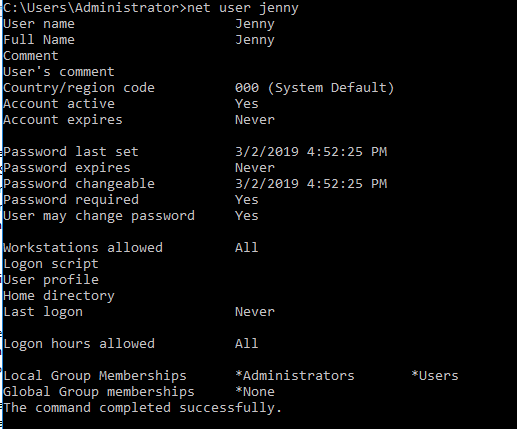 C:\Users\Administrator>net user jenny
User name Jenny
Full Name Jenny
Comment
User's comment
Country/region code 000 (System Default)
Account active Yes
Account expires Never
Password last set 3/2/2019 4:52:25 PM
Password expires Never
Password changeable 3/2/2019 4:52:25 PM
Password required Yes
User may change password Yes
Workstations allowed All
Logon script
User profile
Home directory
Last logon Never
Logon hours allowed All
Local Group Memberships *Administrators *Users
Global Group memberships *None
The command completed successfully.